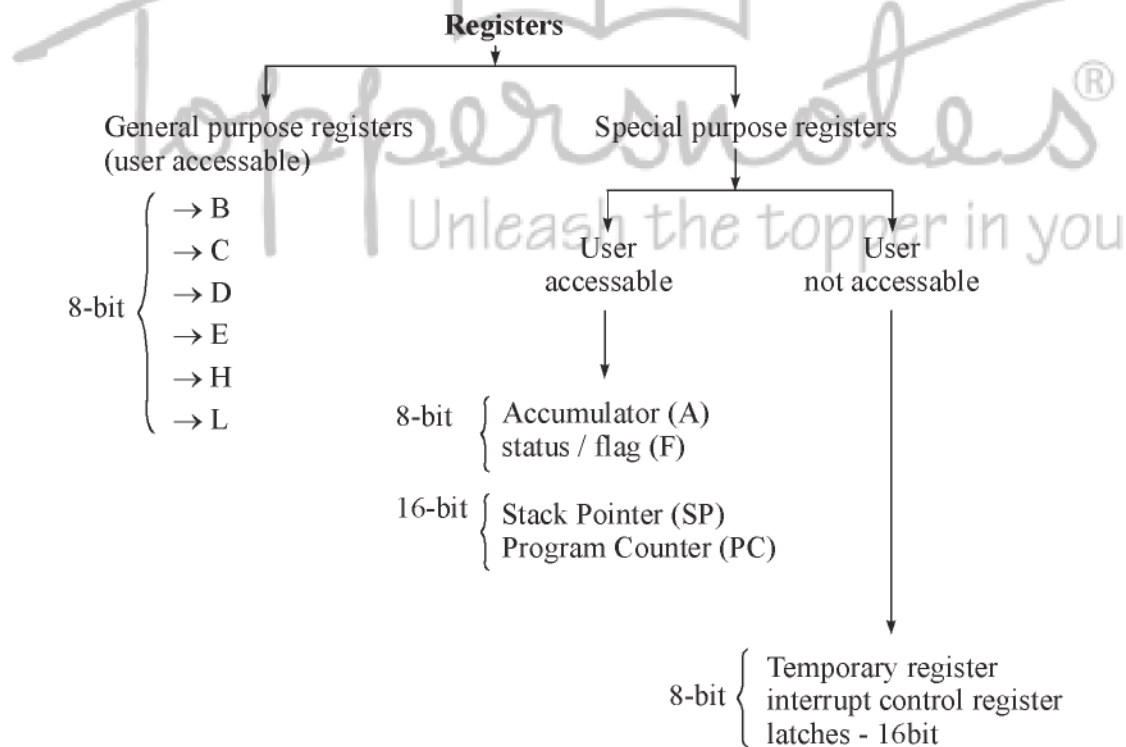 Registers
Toppersnotes®
Unleash the topper in you
General purpose registers
(user accessable)
8-bit
→ B
→ C
→ D
→ E
→ H
→ L
Special purpose registers
User
accessable
8-bit
Accumulator (A)
status / flag (F)
16-bit
Stack Pointer (SP)
Program Counter (PC)
User
not accessable
8-bit
Temporary register
interrupt control register
latches - 16bit